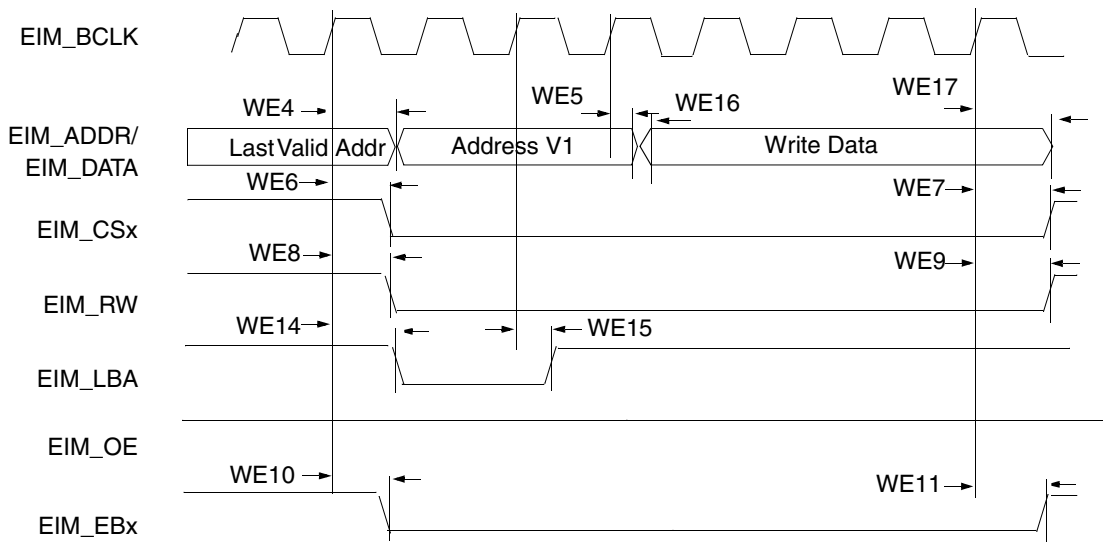 EIM_BCLK
WE4
WE5
WE16
WE17
EIM_ADDR/
EIM_DATA
Last Valid Addr
Address V1
Write Data
WE6
WE7
EIM_CSx
WE8
WE9
EIM_RW
WE14
WE15
EIM_LBA
EIM_OE
WE10
WE11
EIM_EBx